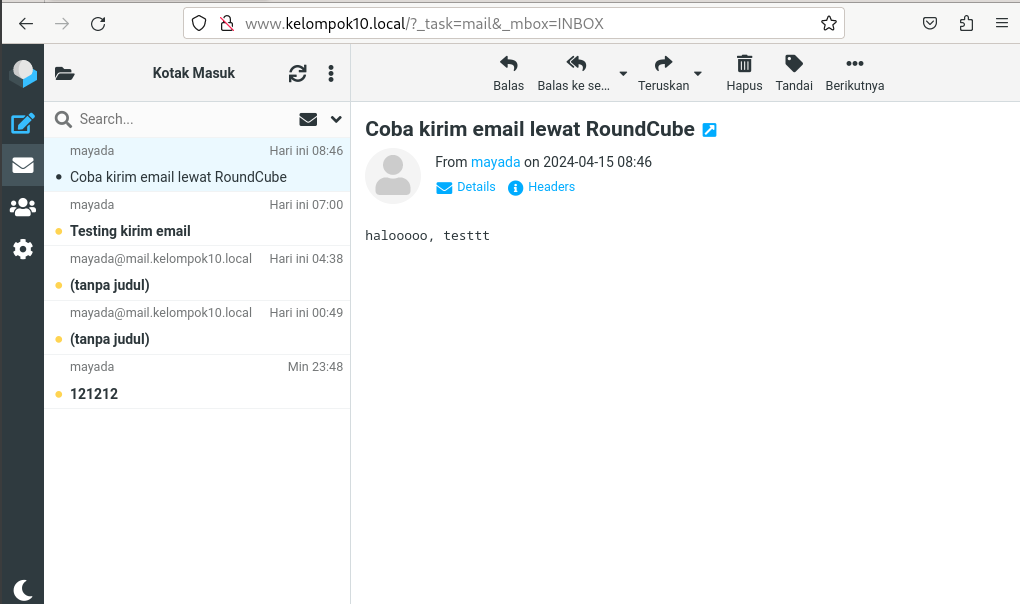 www.kelompok10.local/?_task=mail&_mbox=INBOX
Kotak Masuk
Search...
mayada Hari ini 08:46
Coba kirim email lewat RoundCube
mayada Hari ini 07:00
Testing kirim email
mayada@mail.kelompok10.local Hari ini 04:38
(tanpa judul)
mayada@mail.kelompok10.local Hari ini 00:49
(tanpa judul)
mayada Min 23:48
121212
Balas Balas ke se... Teruskan Hapus Tandai Berikutnya
Coba kirim email lewat RoundCube
From mayada on 2024-04-15 08:46
Details Headers
halooooo, testtt